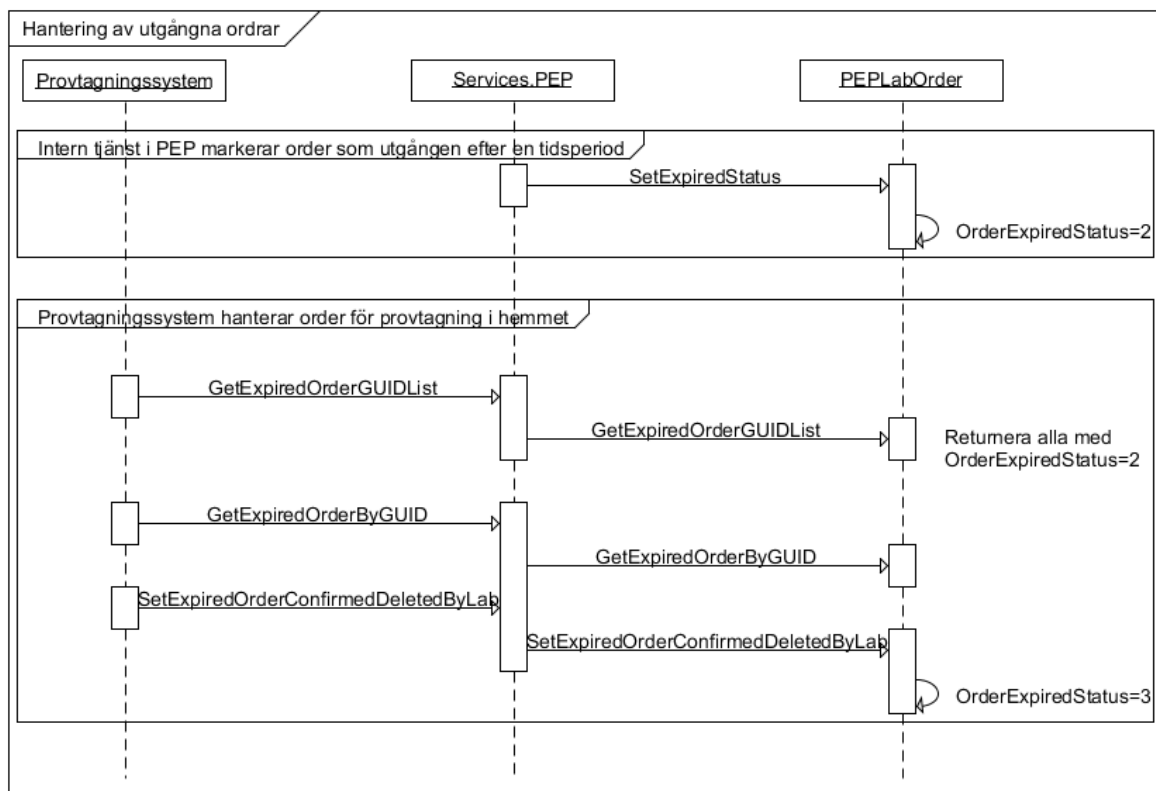 Hantering av utgångna ordrar
Provtagningssystem
Services.PEP
PEPLabOrder
Intern tjänst i PEP markerar order som utgången efter en tidsperiod
SetExpiredStatus
OrderExpiredStatus=2
Provtagningssystem hanterar order för provtagning i hemmet
GetExpiredOrderGUIDList
GetExpiredOrderGUIDList
Returnera alla med
OrderExpiredStatus=2
GetExpiredOrderByGUID
GetExpiredOrderByGUID
SetExpiredOrderConfirmedDeletedByLab
SetExpiredOrderConfirmedDeletedByLab
OrderExpiredStatus=3